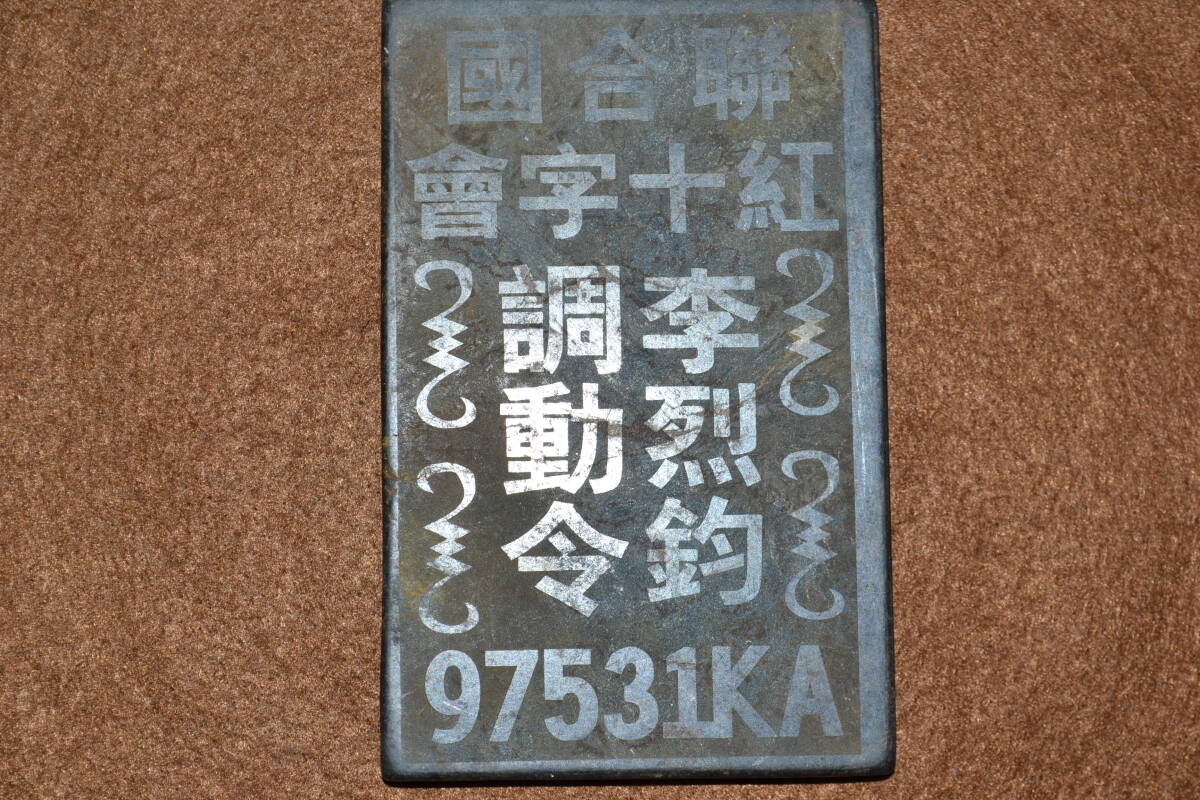 聯合國
紅十字會
李烈鈞
調動令
97531KA